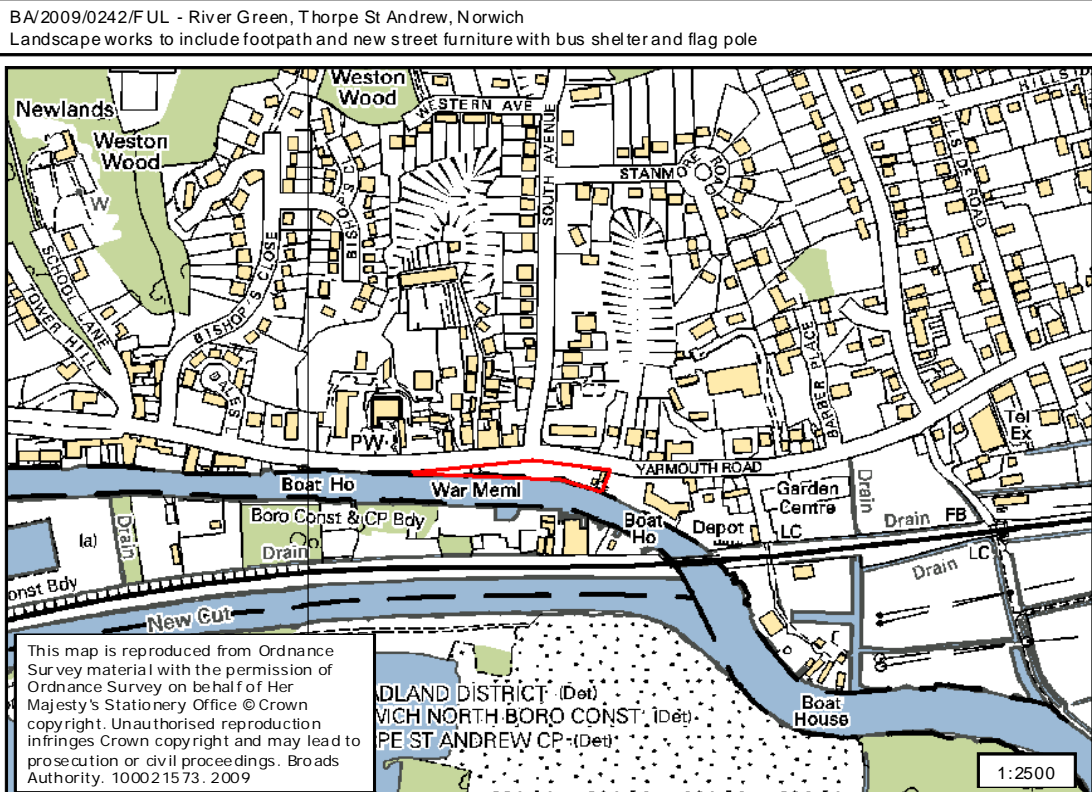 BA/2009/0242/FUL - River Green, Thorpe St Andrew, Norwich
Landscape works to include footpath and new street furniture with bus shelter and flag pole
Newlands
Weston
Wood
Weston
Wood
WESTERN AVE
SOUTH AVENUE
STANMORE ROAD
HILLSIDE ROAD
HILLSI
W
SCHOOL LANE
BISHOP'S CLOSE
BISHOPS CL
PW
YARMOUTH ROAD
BARBER PLACE
Tel
Ex
Boat Ho
War Meml
Boro Const & CP Bdy
Boat
Ho
Depot
Garden
Centre
LC
Drain
Drain
FB
LC
Drain
(a)
Drain
Drain
onst Bdy
New Cut
Boat
House
ADLAND DISTRICT (Det)
WICH NORTH BORO CONST (Det)
PE ST ANDREW CP (Det)
This map is reproduced from Ordnance
Survey material with the permission of
Ordnance Survey on behalf of Her
Majesty's Stationery Office © Crown
copyright. Unauthorised reproduction
infringes Crown copyright and may lead to
prosecution or civil proceedings. Broads
Authority. 100021573. 2009
1:2500